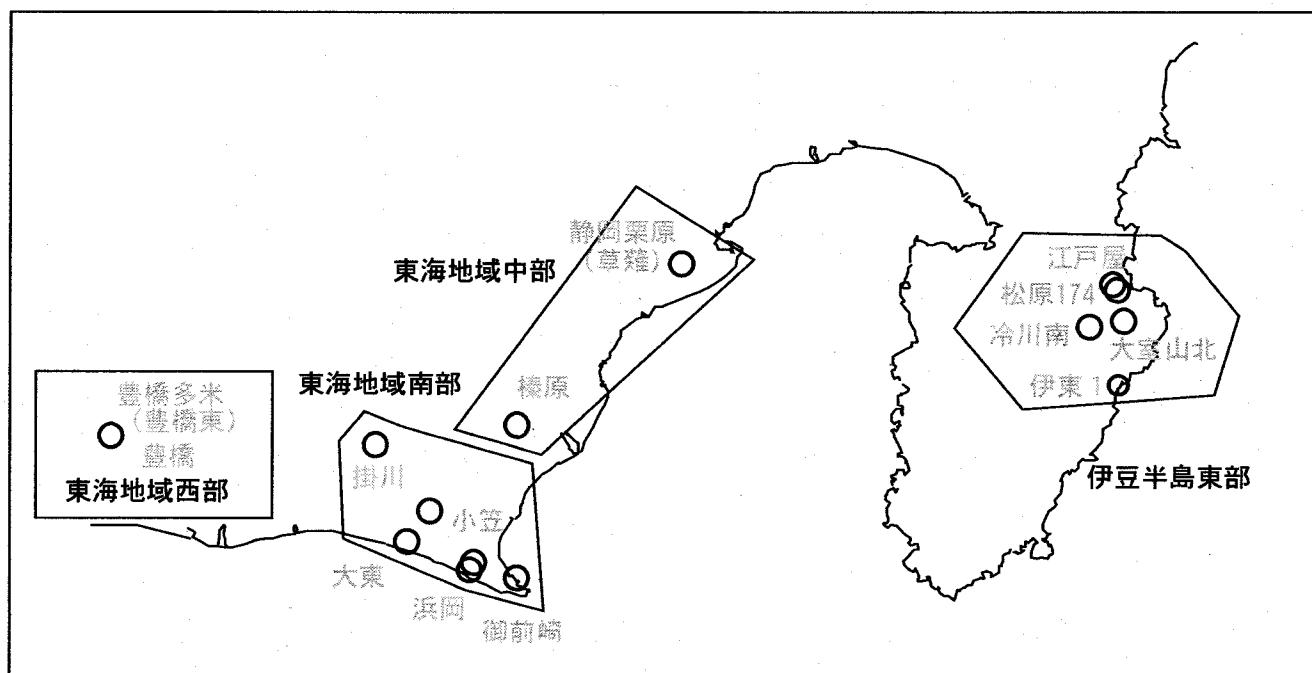 静岡栗原
（草薙）
東海地域中部
江戸屋
松原174
冷川南
大室山北
伊東1
伊豆半島東部
東海地域南部
榛原
豊橋多米
（豊橋東）
豊橋
東海地域西部
掛川
小笠
大東
浜岡
御前崎